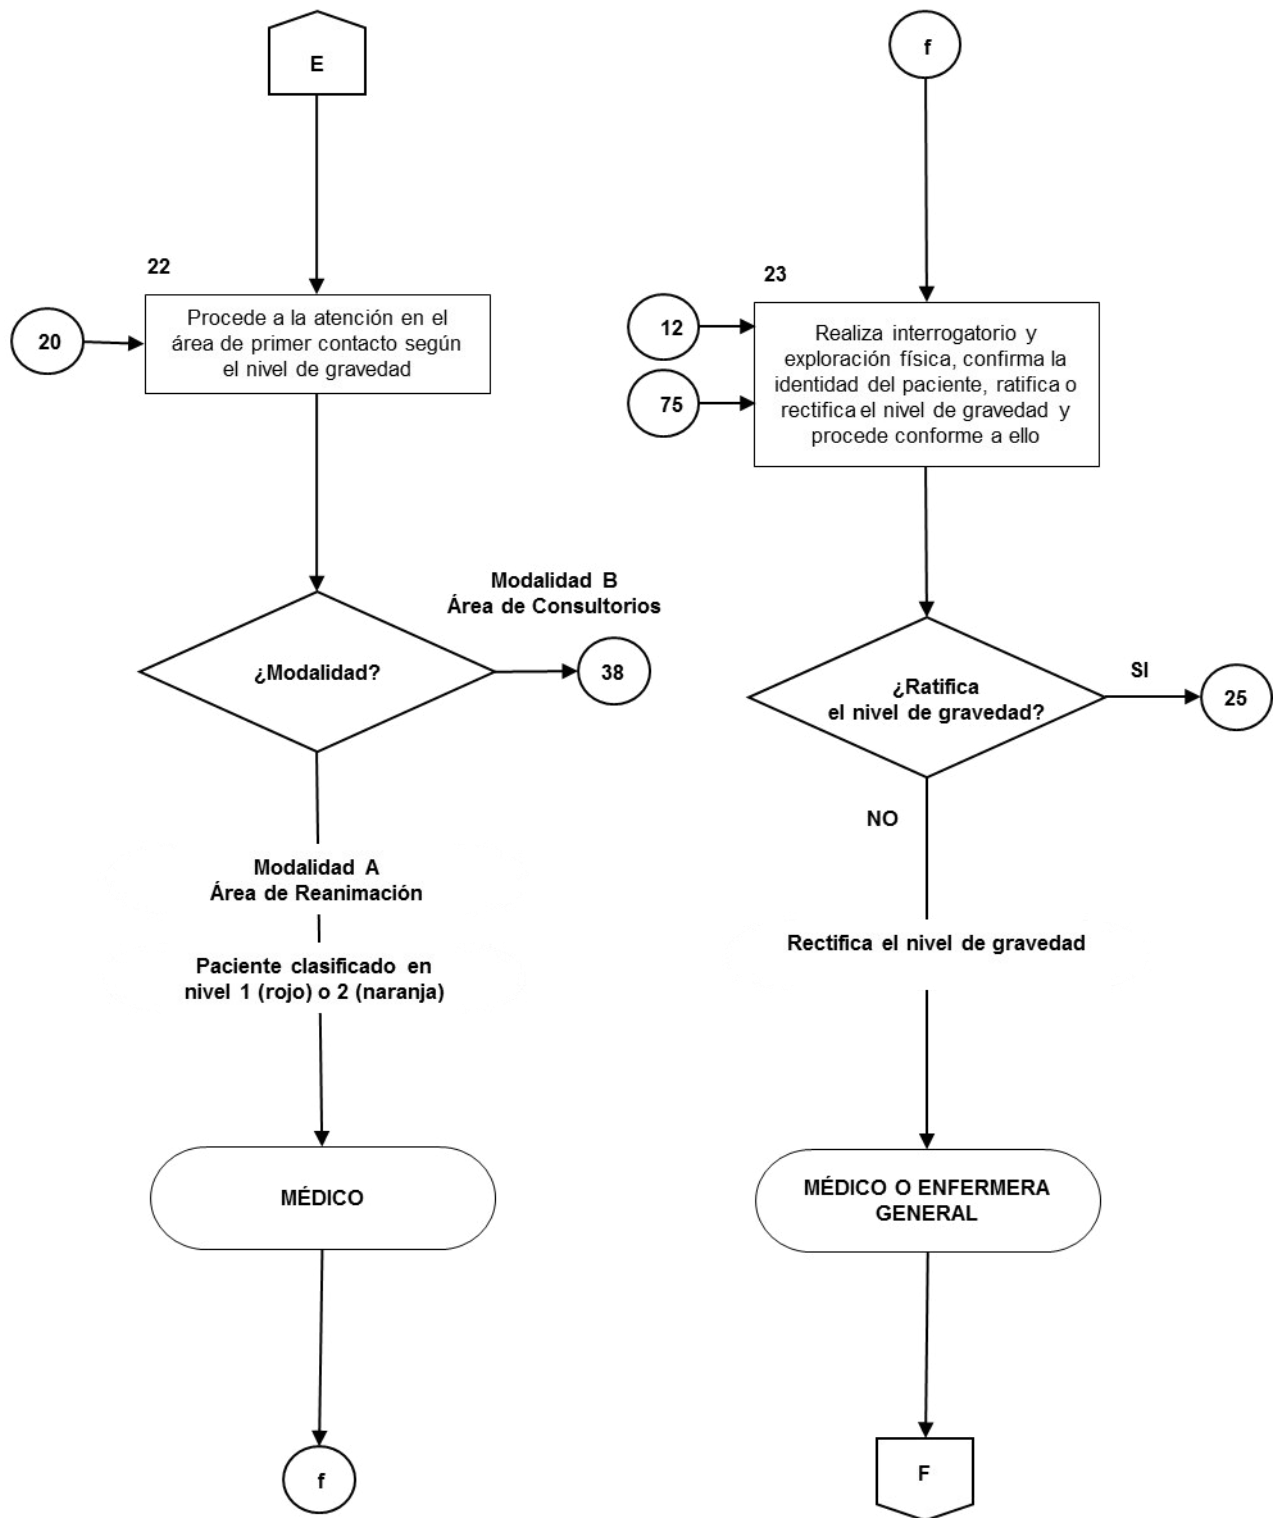 E
22
20
Procede a la atención en el
área de primer contacto según
el nivel de gravedad
¿Modalidad?
Modalidad B
Área de Consultorios
38
Modalidad A
Área de Reanimación
Paciente clasificado en
nivel 1 (rojo) o 2 (naranja)
MÉDICO
f
f
23
12
75
Realiza interrogatorio y
exploración física, confirma la
identidad del paciente, ratifica o
rectifica el nivel de gravedad y
procede conforme a ello
¿Ratifica
el nivel de gravedad?
SI
25
NO
Rectifica el nivel de gravedad
MÉDICO O ENFERMERA
GENERAL
F